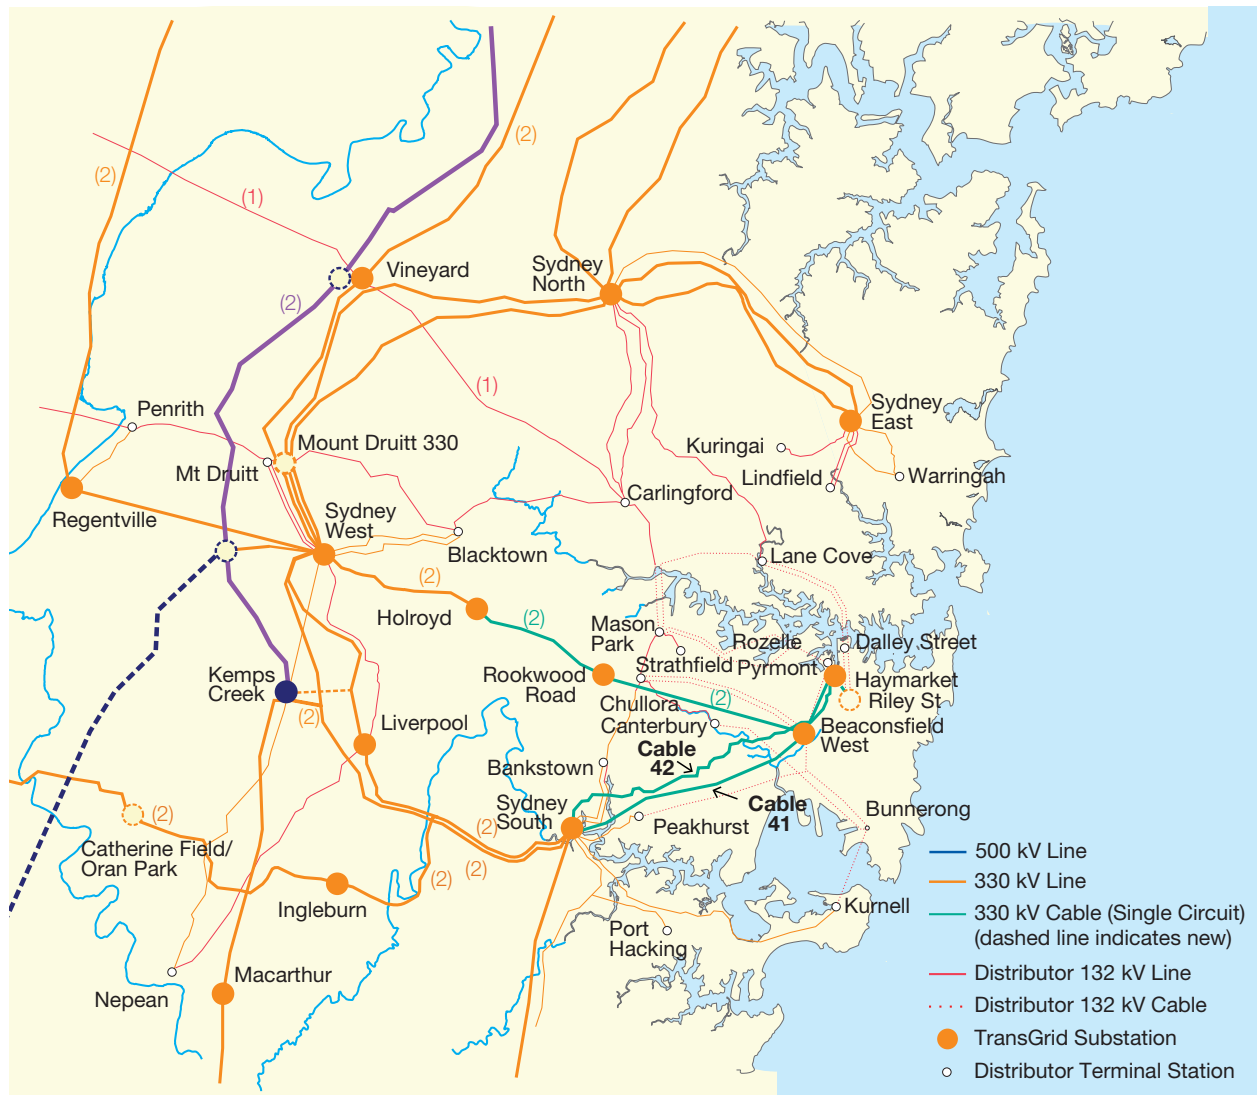 (2)
(2)
(1)
Vineyard
Sydney
North
(2)
(1)
Penrith
Sydney
East
Mount Druitt 330
Kuringai
Mt Druitt
Lindfield
Warringah
Carlingford
Regentville
Sydney
West
Blacktown
Lane Cove
(2)
Holroyd
(2)
Mason
Park
Rozelle
Dalley Street
Strathfield
Pyrmont
Kemps
Creek
Rookwood
Road
Haymarket
Riley St
(2)
(2)
Chullora
Canterbury
Liverpool
Beaconsfield
West
Cable
42
Bankstown
Cable
41
Sydney
South
(2)
Bunnerong
(2)
Peakhurst
Catherine Field/
Oran Park
(2)
(2)
Ingleburn
Kurnell
Port
Hacking
Macarthur
Nepean
500 kV Line
330 kV Line
330 kV Cable (Single Circuit)
(dashed line indicates new)
Distributor 132 kV Line
Distributor 132 kV Cable
TransGrid Substation
Distributor Terminal Station